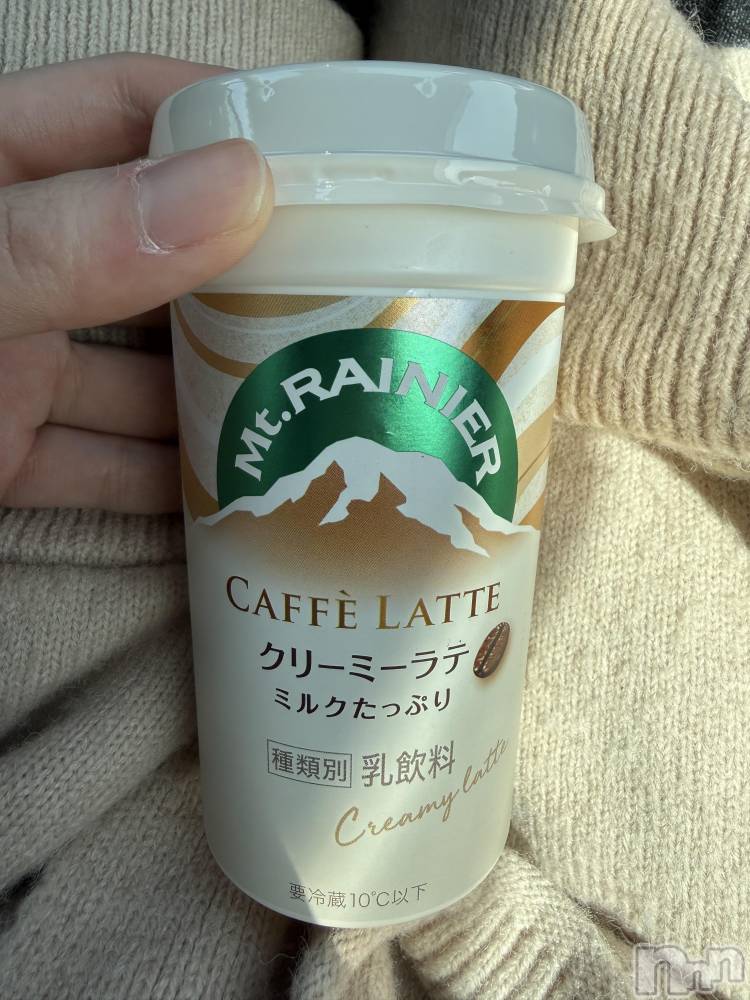 Mt. RAINIER
CAFFÈ LATTE
クリーミーラテ
ミルクたっぷり
種類別 乳飲料
Creamy latte
要冷蔵10℃以下
n+n